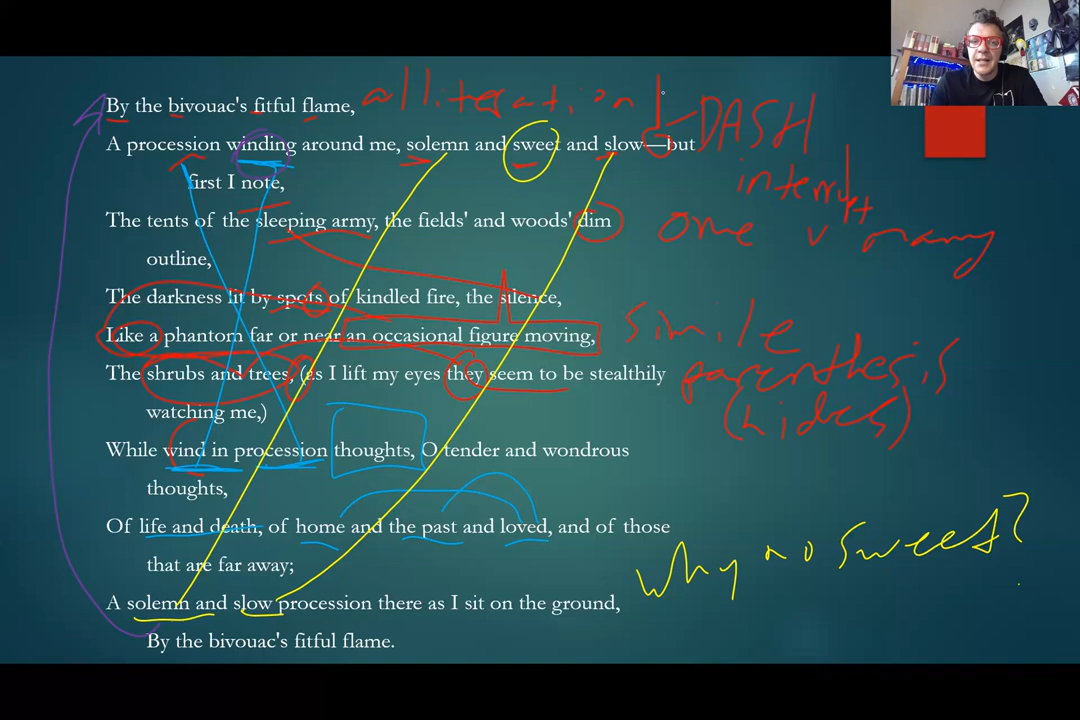 By the bivouac's fitful flame, alliteration
A procession winding around me, solemn and sweet and slow—but DASH
first I note, interrupt
The tents of the sleeping army, the fields' and woods' dim one v many
outline,
The darkness lit by spots of kindled fire, the silence,
Like a phantom far or near an occasional figure moving, simile
The shrubs and trees, (as I lift my eyes they seem to be stealthily parenthesis
watching me,) (hides)
While wind in procession thoughts, O tender and wondrous
thoughts,
Of life and death, of home and the past and loved, and of those
that are far away;
why no sweet?
A solemn and slow procession there as I sit on the ground,
By the bivouac's fitful flame.